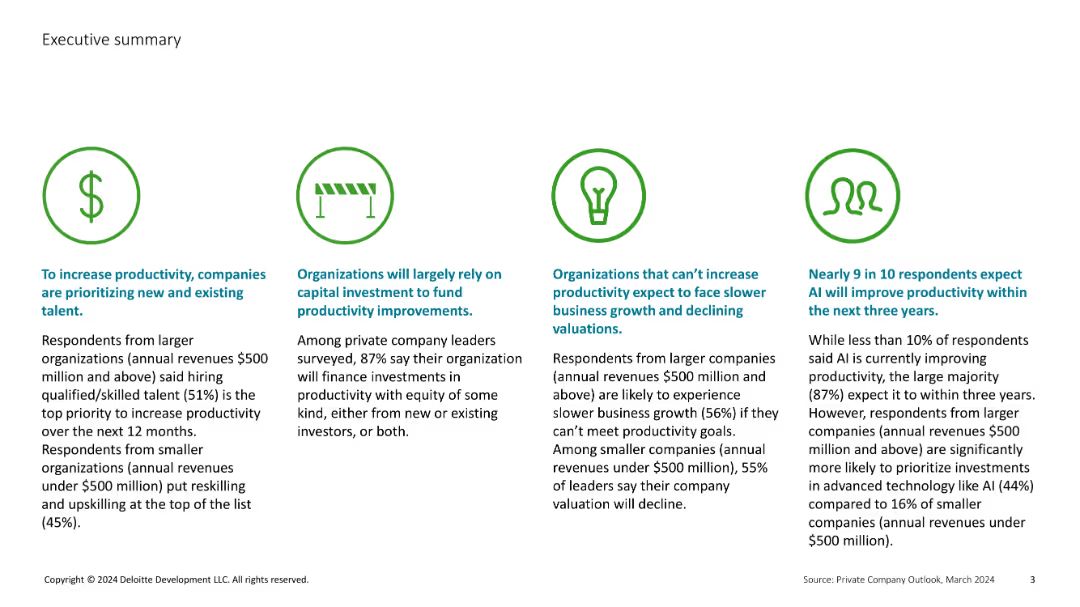 Executive summary
To increase productivity, companies
are prioritizing new and existing
talent.
Respondents from larger
organizations (annual revenues $500
million and above) said hiring
qualified/skilled talent (51%) is the
top priority to increase productivity
over the next 12 months.
Respondents from smaller
organizations (annual revenues
under $500 million) put reskilling
and upskilling at the top of the list
(45%).
Organizations will largely rely on
capital investment to fund
productivity improvements.
Among private company leaders
surveyed, 87% say their organization
will finance investments in
productivity with equity of some
kind, either from new or existing
investors, or both.
Organizations that can’t increase
productivity expect to face slower
business growth and declining
valuations.
Respondents from larger companies
(annual revenues $500 million and
above) are likely to experience
slower business growth (56%) if they
can’t meet productivity goals.
Among smaller companies (annual
revenues under $500 million), 55%
of leaders say their company
valuation will decline.
Nearly 9 in 10 respondents expect
AI will improve productivity within
the next three years.
While less than 10% of respondents
said AI is currently improving
productivity, the large majority
(87%) expect it to within three years.
However, respondents from larger
companies (annual revenues $500
million and above) are significantly
more likely to prioritize investments
in advanced technology like AI (44%)
compared to 16% of smaller
companies (annual revenues under
$500 million).
Copyright © 2024 Deloitte Development LLC. All rights reserved.
Source: Private Company Outlook, March 2024
3